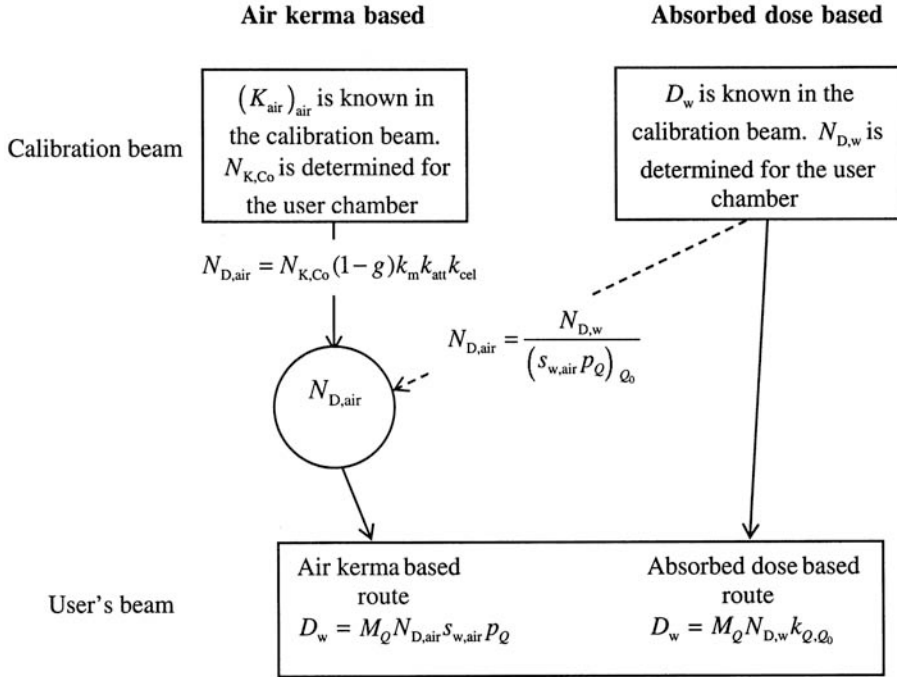 Air kerma based
Absorbed dose based
Calibration beam
(K_air)_air is known in
the calibration beam.
N_K,Co is determined for
the user chamber
D_w is known in the
calibration beam. N_D,w is
determined for the user
chamber
N_D,air = N_K,Co (1−g) k_m k_att k_cel
N_D,air = N_D,w / (s_w,air p_Q)_Q₀
N_D,air
User's beam
Air kerma based
route
D_w = M_Q N_D,air s_w,air p_Q
Absorbed dose based
route
D_w = M_Q N_D,w k_Q,Q₀